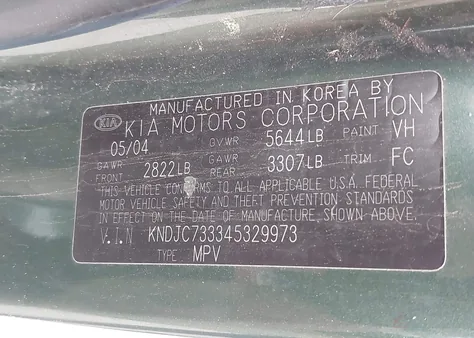 MANUFACTURED IN KOREA BY
KIA KIA MOTORS CORPORATION
05/04 GVWR 5644LB PAINT VH
GAWR FRONT 2822LB GAWR REAR 3307LB TRIM FC
THIS VEHICLE CONFORMS TO ALL APPLICABLE U.S.A. FEDERAL
MOTOR VEHICLE SAFETY AND THEFT PREVENTION STANDARDS
IN EFFECT ON THE DATE OF MANUFACTURE, SHOWN ABOVE.
V.I.N KNDJC733345329973
TYPE MPV